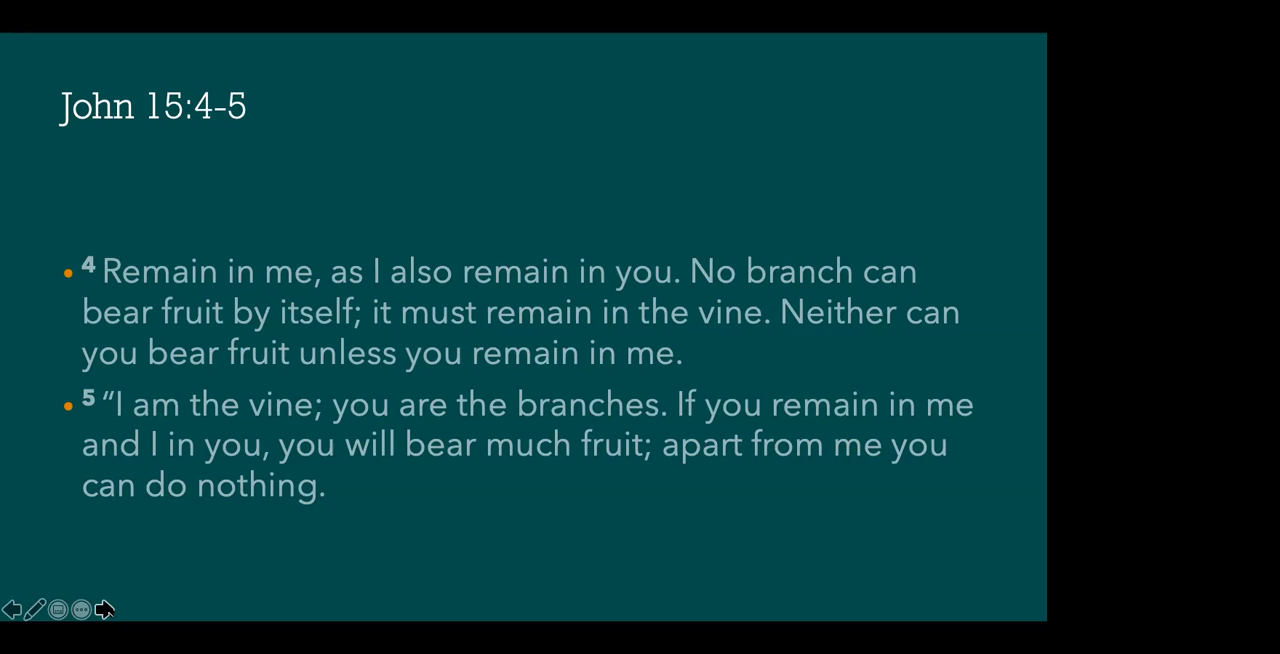 John 15:4-5
• 4 Remain in me, as I also remain in you. No branch can
bear fruit by itself; it must remain in the vine. Neither can
you bear fruit unless you remain in me.
• 5 “I am the vine; you are the branches. If you remain in me
and I in you, you will bear much fruit; apart from me you
can do nothing.